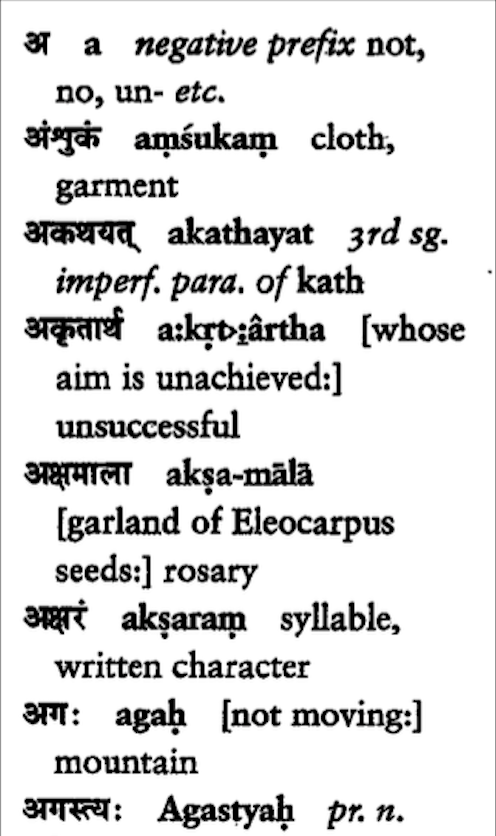 अ a negative prefix not,
no, un- etc.
अंशुकं aṃśukaṃ cloth,
garment
अकथयत् akathayat 3rd sg.
imperf. para. of kath
अकृतार्थ a:kṛt>:ârtha [whose
aim is unachieved:]
unsuccessful
अक्षमाला akṣa-mālā
[garland of Eleocarpus
seeds:] rosary
अक्षरं akṣaraṃ syllable,
written character
अगः agaḥ [not moving:]
mountain
अगस्त्यः Agastyaḥ pr. n.